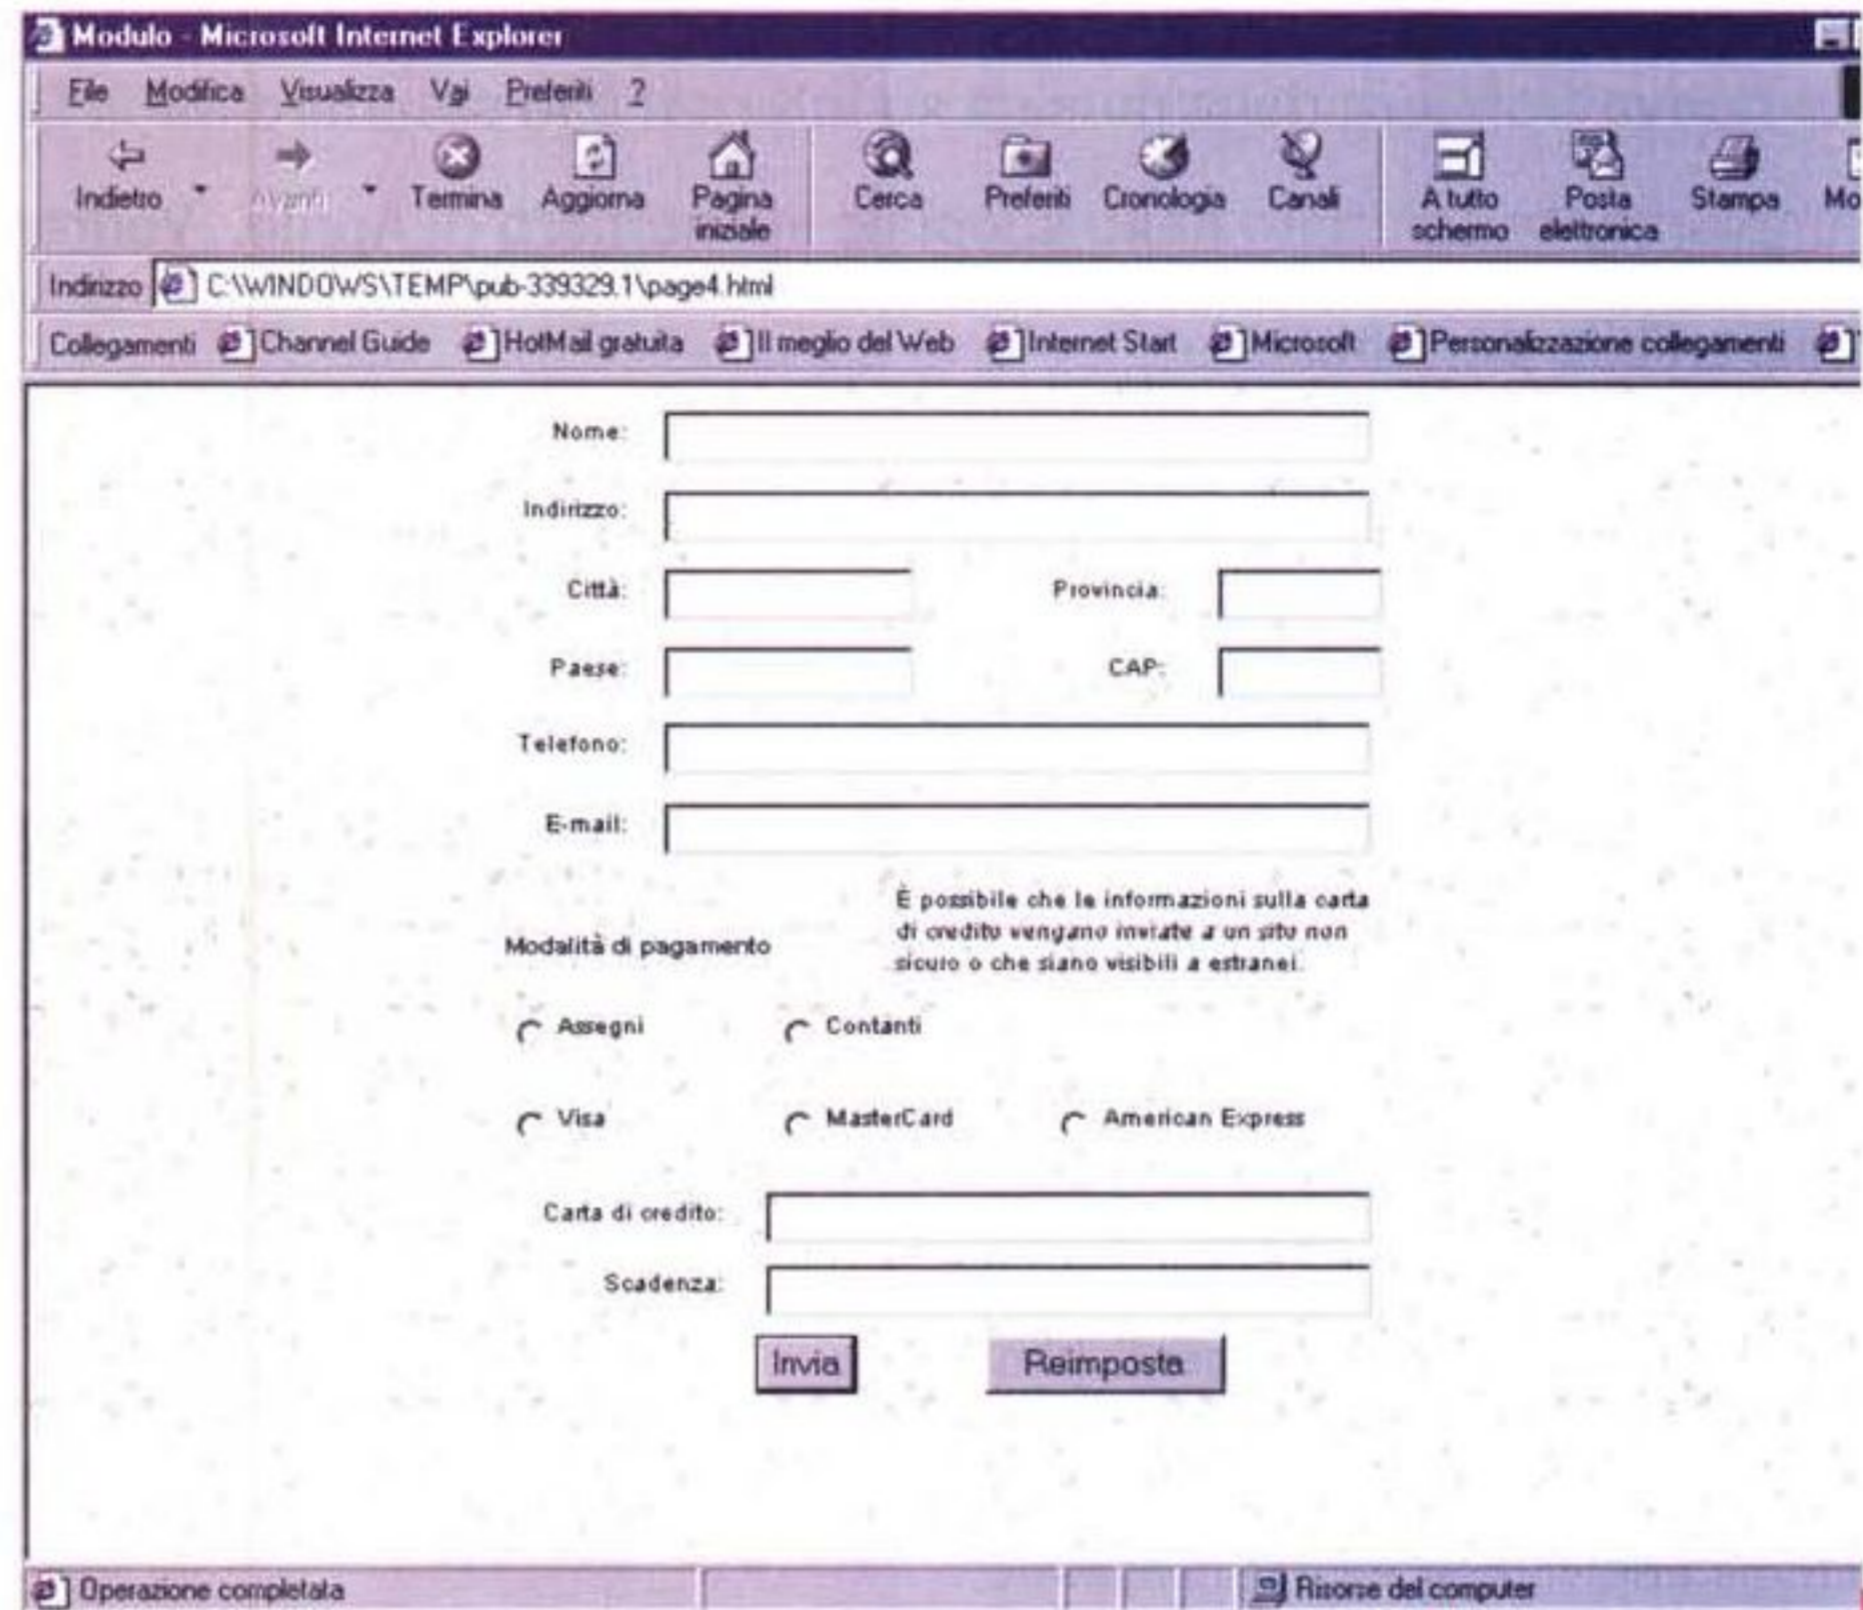 Modulo - Microsoft Internet Explorer
File Modifica Visualizza Vai Preferiti ?
Indietro Avanti Termina Aggiorna Pagina iniziale Cerca Preferiti Cronologia Canali A tutto schermo Posta elettronica Stampa
Indirizzo C:\WINDOWS\TEMP\pub-339329.1\page4.html
Collegamenti Channel Guide HotMail gratuita Il meglio del Web Internet Start Microsoft Personalizzazione collegamenti
Nome:
Indirizzo:
Città: Provincia:
Paese: CAP:
Telefono:
E-mail:
Modalità di pagamento
È possibile che le informazioni sulla carta
di credito vengano inviate a un sito non
sicuro o che siano visibili a estranei.
Assegni Contanti
Visa MasterCard American Express
Carta di credito:
Scadenza:
Invia Reimposta
Operazione completata Risorse del computer